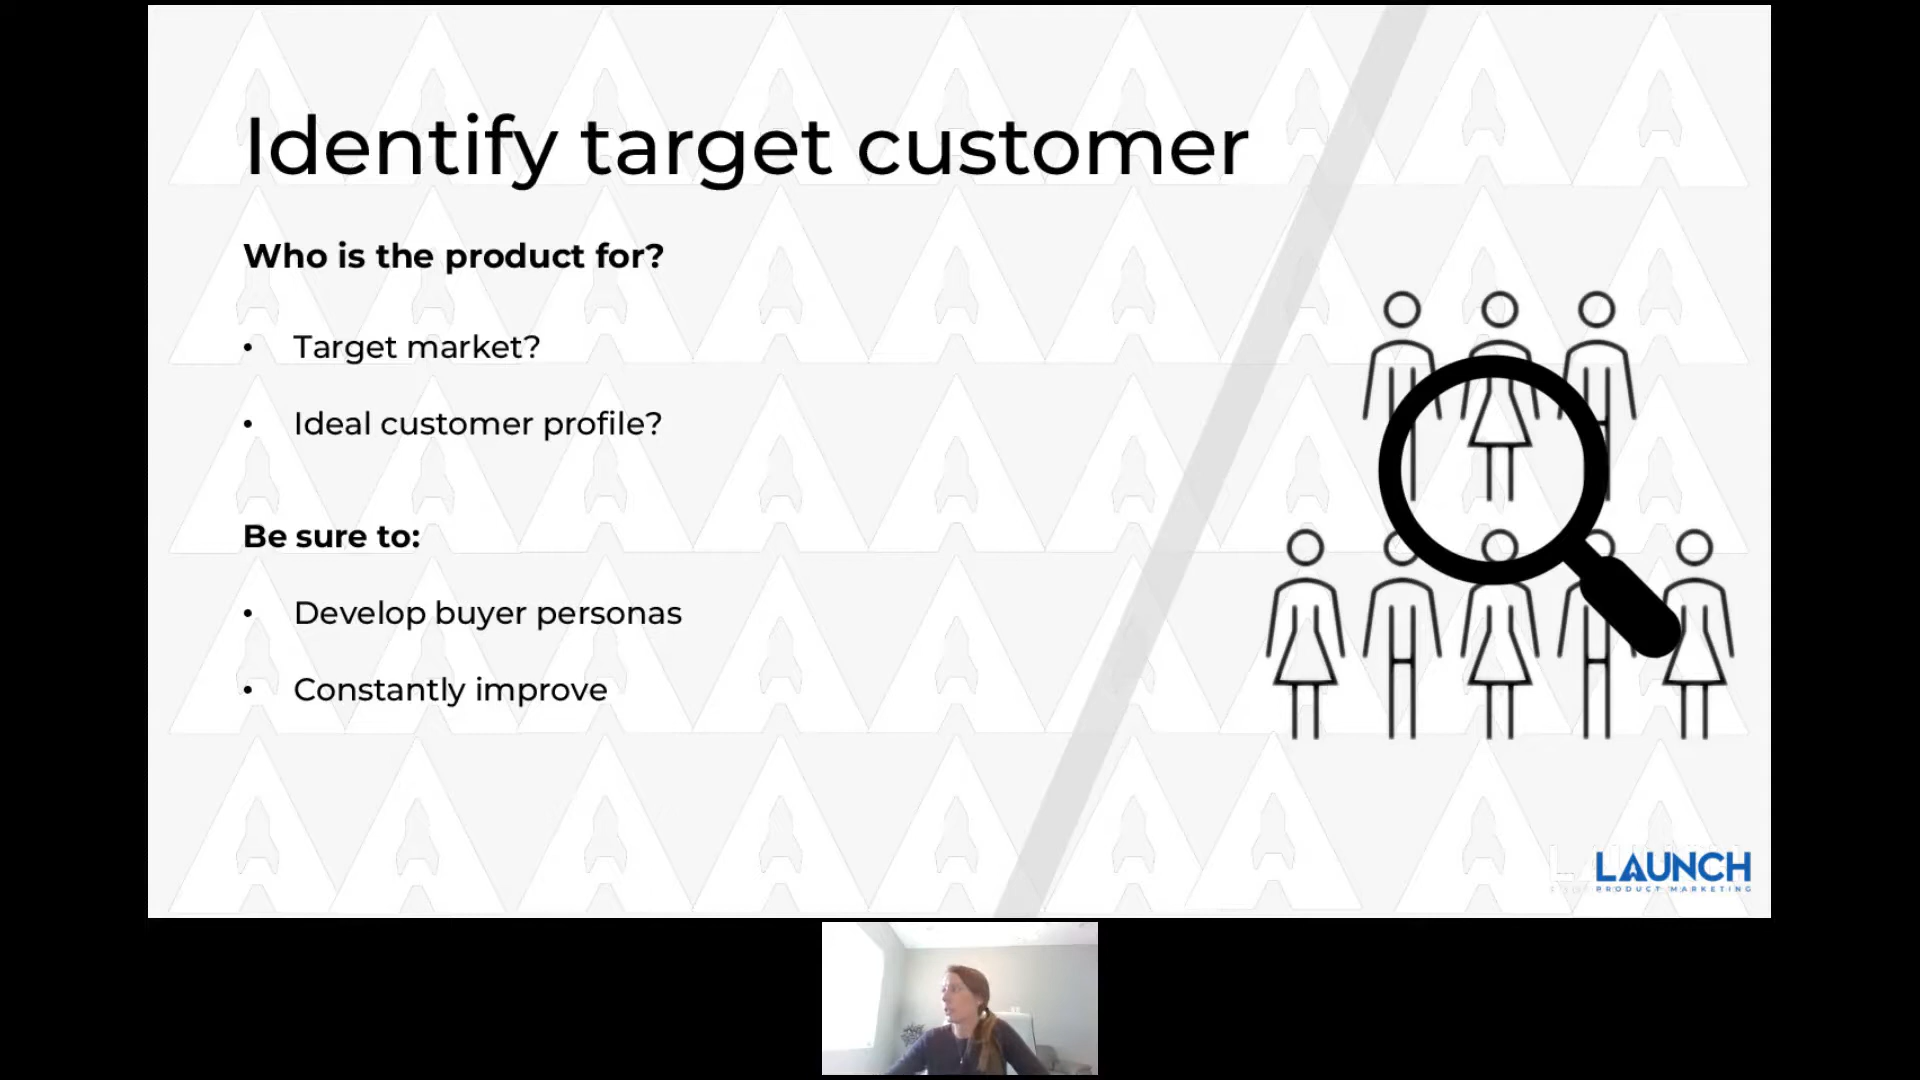 Identify target customer
Who is the product for?
• Target market?
• Ideal customer profile?
Be sure to:
• Develop buyer personas
• Constantly improve
LAUNCH
PRODUCT MARKETING